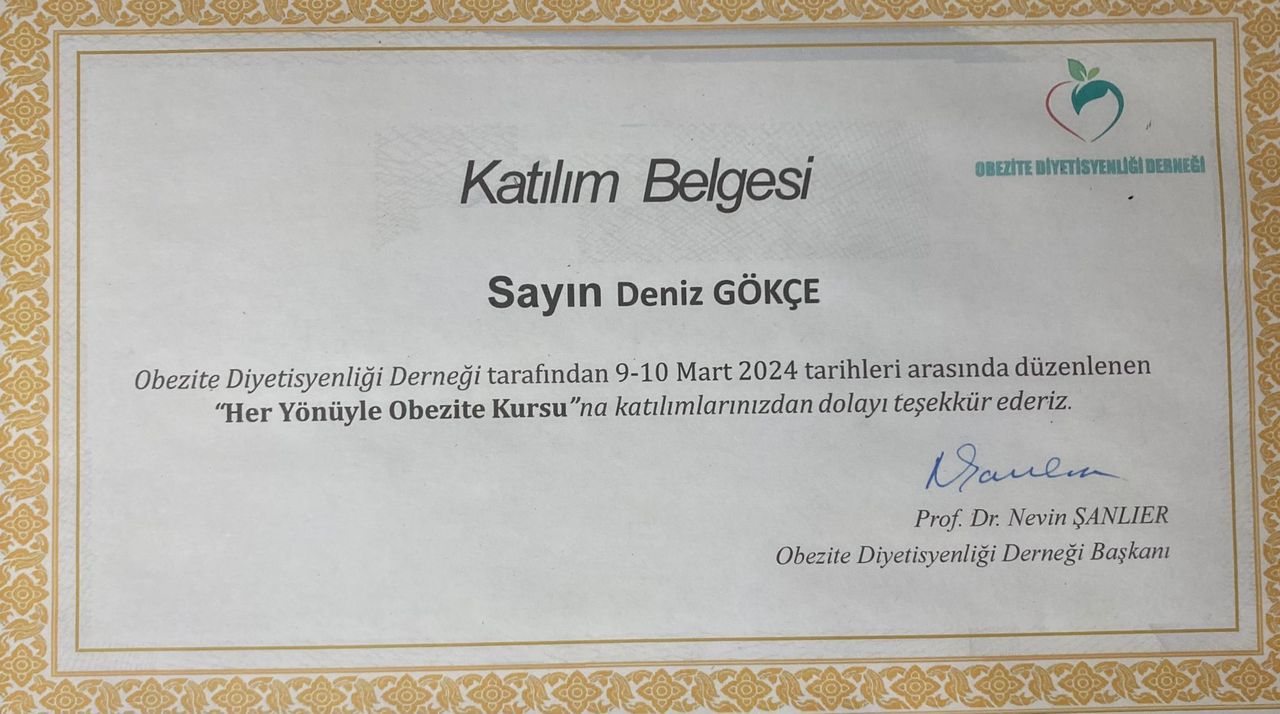 OBEZİTE DİYETİSYENLİĞİ DERNEĞİ
Katılım Belgesi
Sayın Deniz GÖKÇE
Obezite Diyetisyenliği Derneği tarafından 9-10 Mart 2024 tarihleri arasında düzenlenen
“Her Yönüyle Obezite Kursu”na katılımlarınızdan dolayı teşekkür ederiz.
Prof. Dr. Nevin ŞANLIER
Obezite Diyetisyenliği Derneği Başkanı